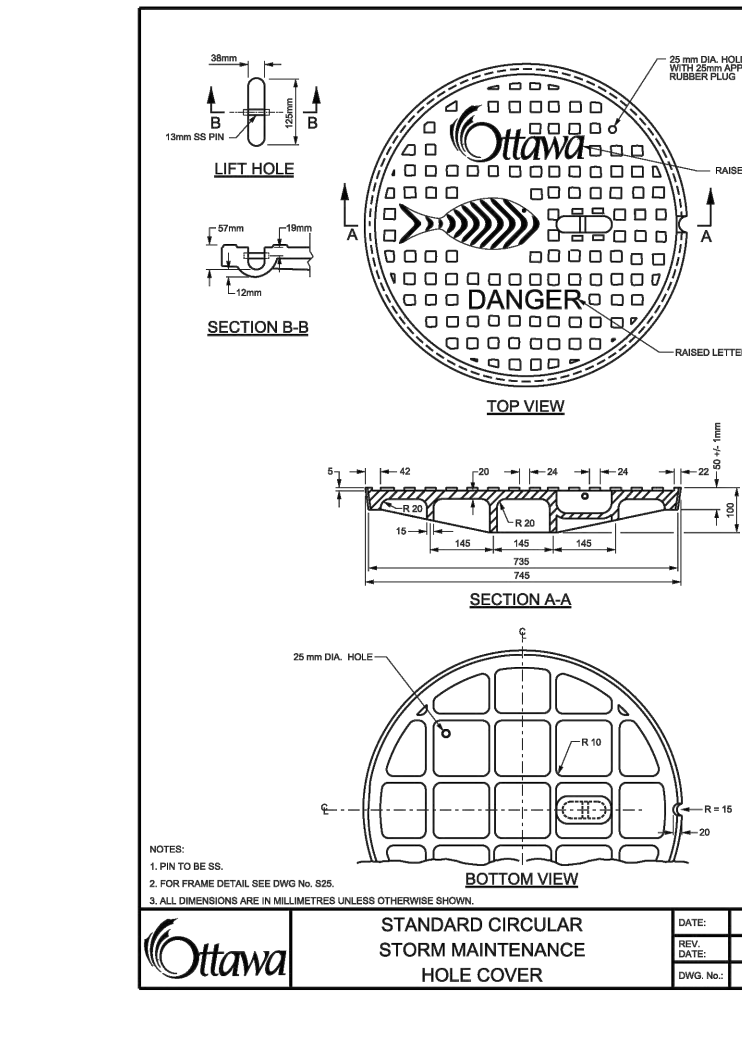 38mm
125mm
B
B
13mm SS PIN
LIFT HOLE
57mm
19mm
12mm
SECTION B-B
25 mm DIA. HOL
WITH 25mm APP
RUBBER PLUG
Ottawa
RAISE
A
A
DANGER
RAISED LETTE
TOP VIEW
5
42
20
24
24
22
50 +/- 1mm
100
R 20
R 20
15
145
145
145
735
745
SECTION A-A
25 mm DIA. HOLE
R 10
R = 15
20
BOTTOM VIEW
NOTES:
1. PIN TO BE SS.
2. FOR FRAME DETAIL SEE DWG No. S25.
3. ALL DIMENSIONS ARE IN MILLIMETRES UNLESS OTHERWISE SHOWN.
Ottawa
STANDARD CIRCULAR
STORM MAINTENANCE
HOLE COVER
DATE:
REV.
DATE:
DWG. No.: